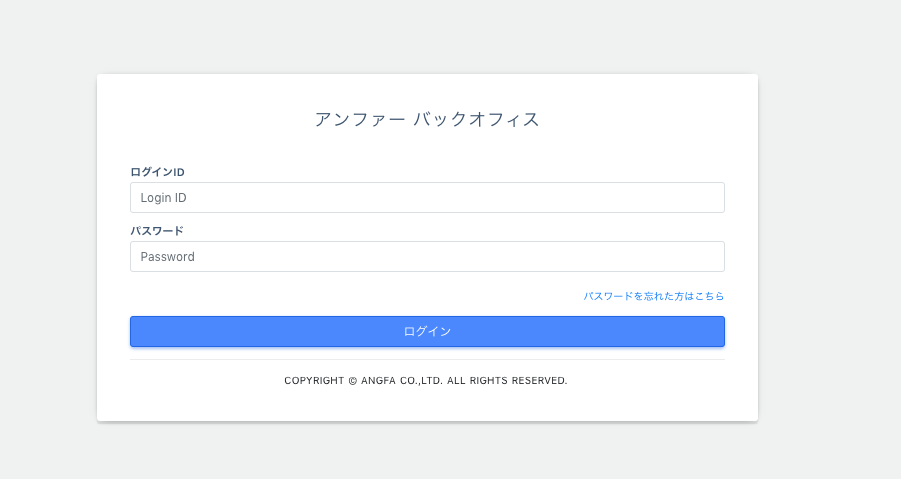 アンファー バックオフィス
ログインID
Login ID
パスワード
Password
パスワードを忘れた方はこちら
ログイン
COPYRIGHT © ANGFA CO.,LTD. ALL RIGHTS RESERVED.